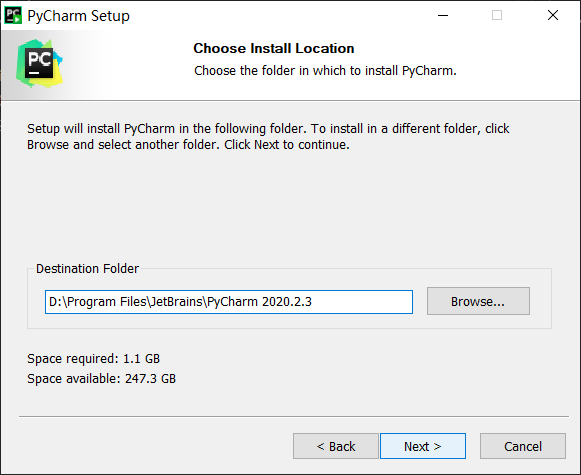 PyCharm Setup
PC
Choose Install Location
Choose the folder in which to install PyCharm.
Setup will install PyCharm in the following folder. To install in a different folder, click
Browse and select another folder. Click Next to continue.
Destination Folder
D:\Program Files\JetBrains\PyCharm 2020.2.3
Browse...
Space required: 1.1 GB
Space available: 247.3 GB
< Back
Next >
Cancel